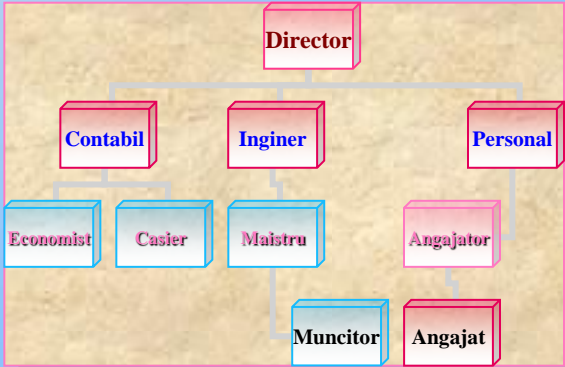 Director
Contabil
Inginer
Personal
Economist
Casier
Maistru
Angajator
Muncitor
Angajat